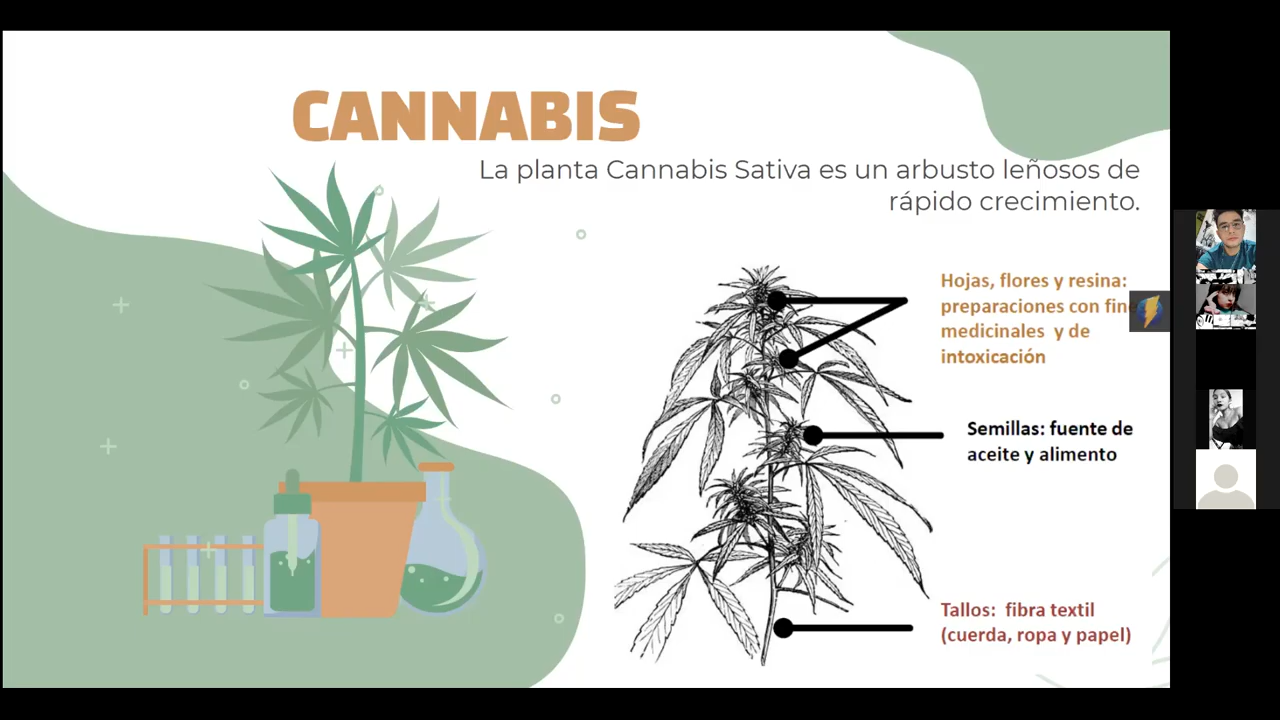 CANNABIS
La planta Cannabis Sativa es un arbusto leñosos de
rápido crecimiento.
Hojas, flores y resina:
preparaciones con fin
medicinales y de
intoxicación
Semillas: fuente de
aceite y alimento
Tallos: fibra textil
(cuerda, ropa y papel)